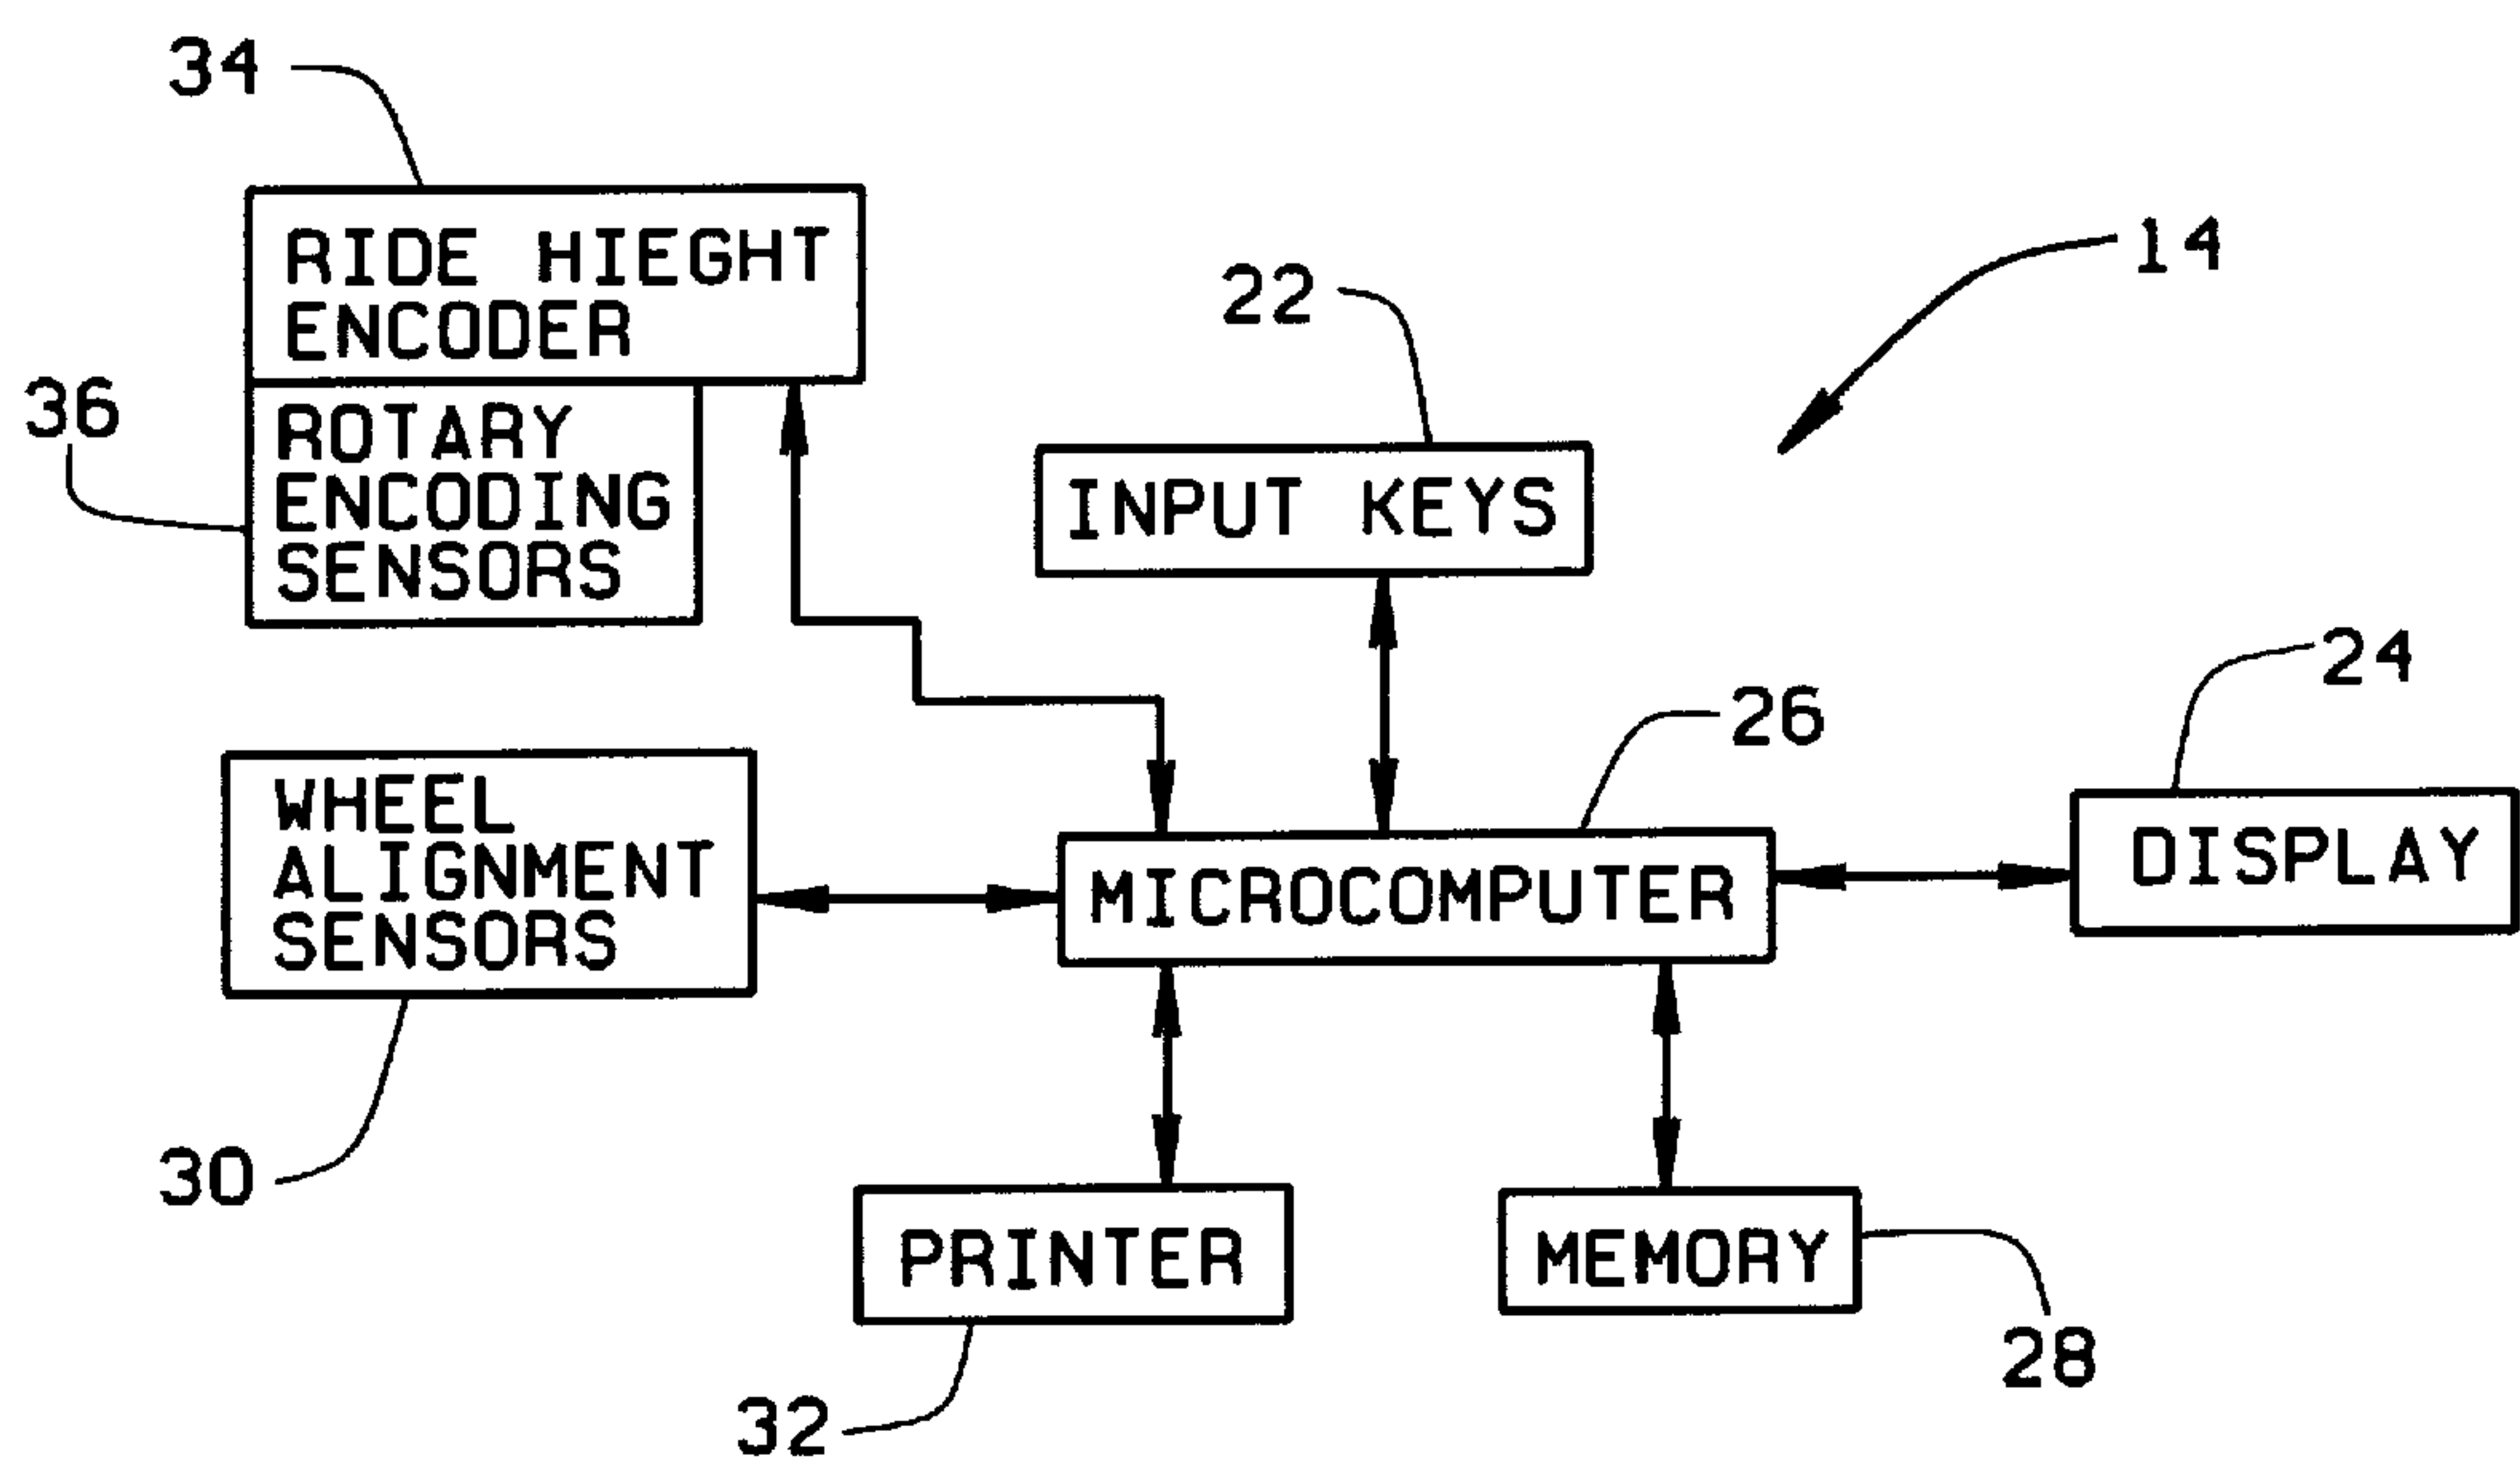 34
RIDE HIEGHT
ENCODER
36
ROTARY
ENCODING
SENSORS
22
INPUT KEYS
14
24
26
WHEEL
ALIGNMENT
SENSORS
MICROCOMPUTER
DISPLAY
30
PRINTER
MEMORY
28
32